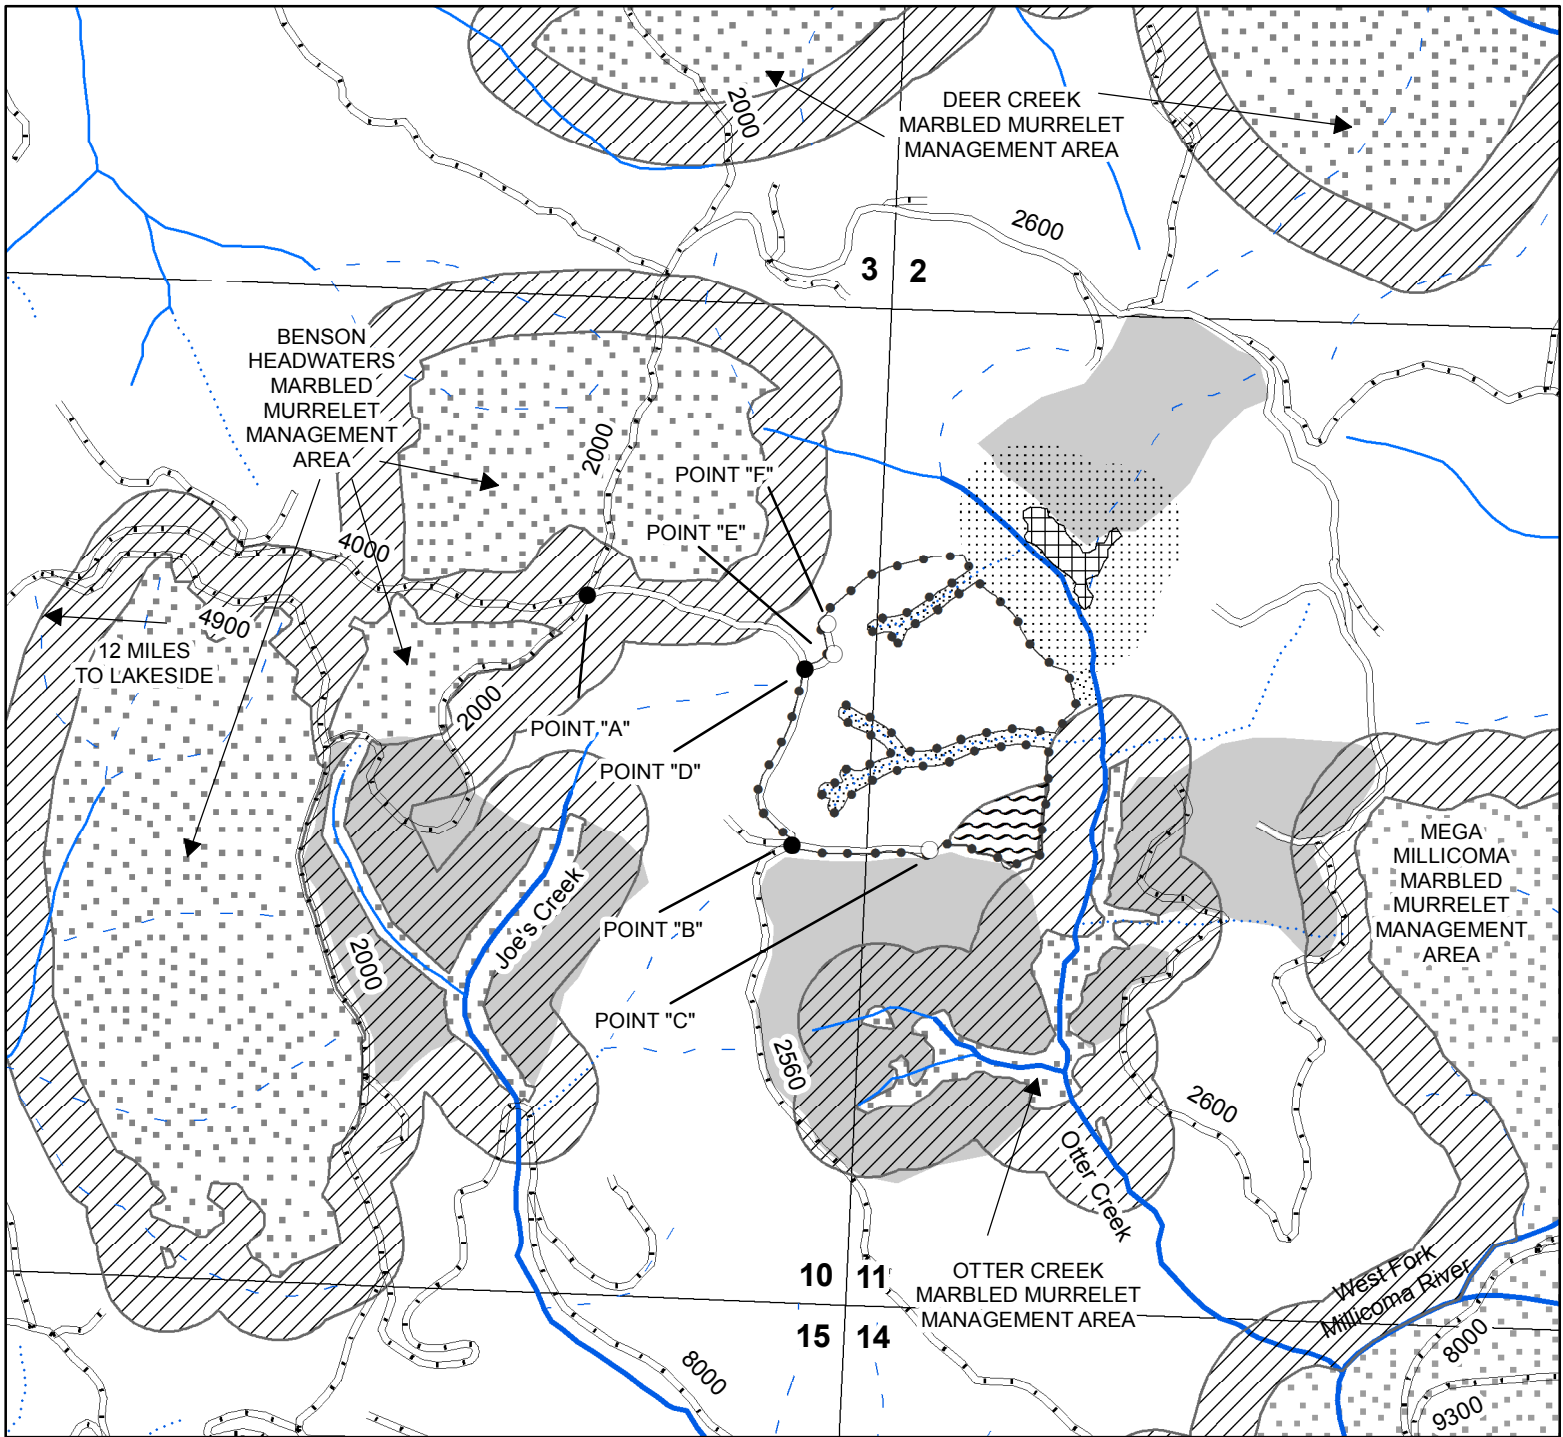 2000
DEER CREEK
MARBLED MURRELET
MANAGEMENT AREA
2600
3
2
BENSON
HEADWATERS
MARBLED
MURRELET
MANAGEMENT
AREA
2000
POINT "F"
POINT "E"
4000
4900
12 MILES
TO LAKESIDE
2000
POINT "A"
POINT "D"
MEGA
MILLICOMA
MARBLED
MURRELET
MANAGEMENT
AREA
Joe's Creek
POINT "B"
2000
POINT "C"
2560
2600
Otter Creek
OTTER CREEK
MARBLED MURRELET
MANAGEMENT AREA
10
11
15
14
West Fork
Millicoma River
8000
8000
9300